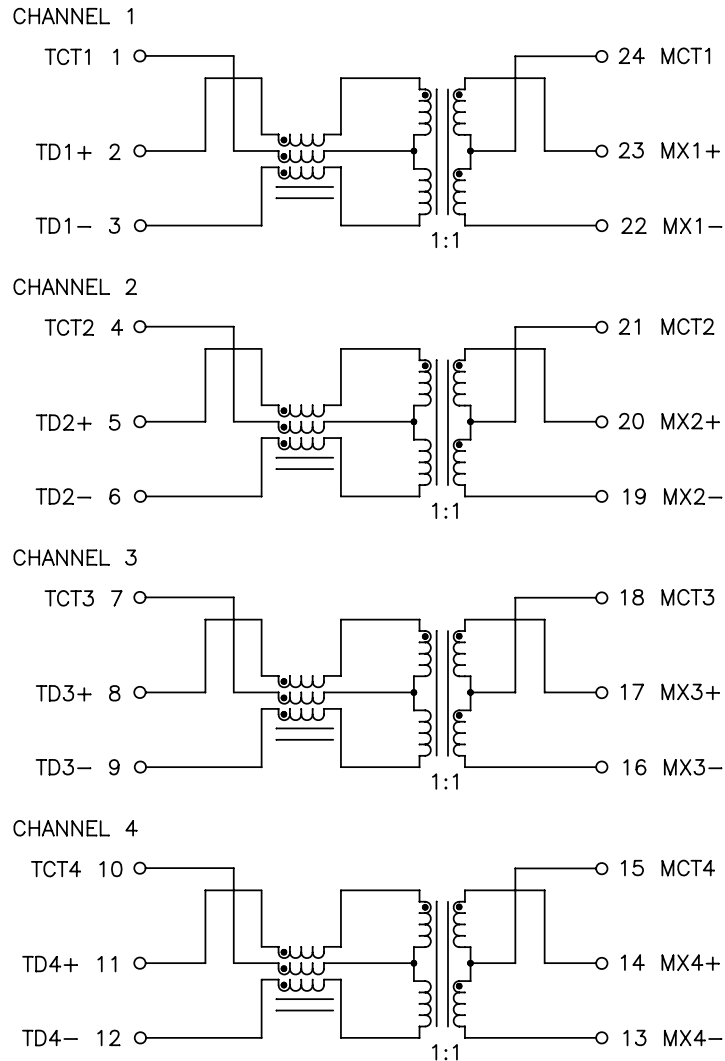 CHANNEL 1
TCT1 1
24 MCT1
TD1+ 2
23 MX1+
TD1- 3
22 MX1-
1:1
CHANNEL 2
TCT2 4
21 MCT2
TD2+ 5
20 MX2+
TD2- 6
19 MX2-
1:1
CHANNEL 3
TCT3 7
18 MCT3
TD3+ 8
17 MX3+
TD3- 9
16 MX3-
1:1
CHANNEL 4
TCT4 10
15 MCT4
TD4+ 11
14 MX4+
TD4- 12
13 MX4-
1:1